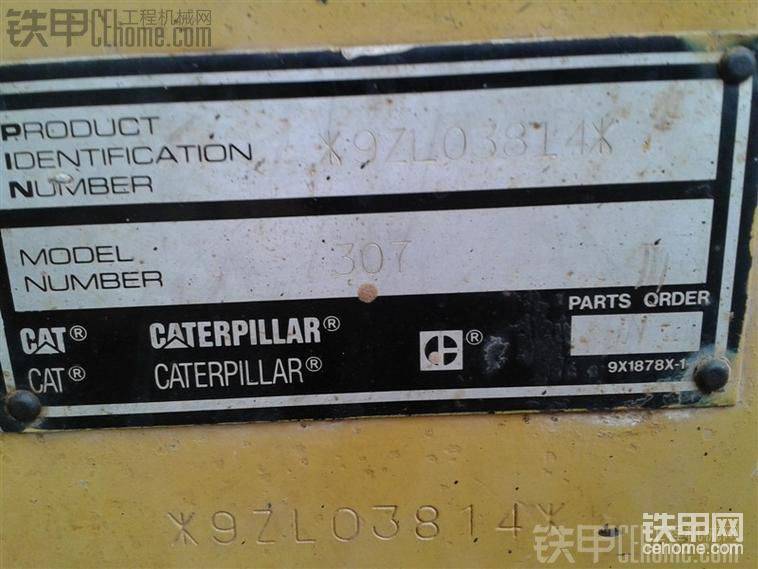 铁甲 工程机械网
CEhome.com
PRODUCT
IDENTIFICATION
NUMBER
*9ZL03814*
MODEL
NUMBER
307
CAT® CATERPILLAR® ®
CAT® CATERPILLAR®
PARTS ORDER
9X1878X-1
*9ZL03814*
铁甲网
cehome.com